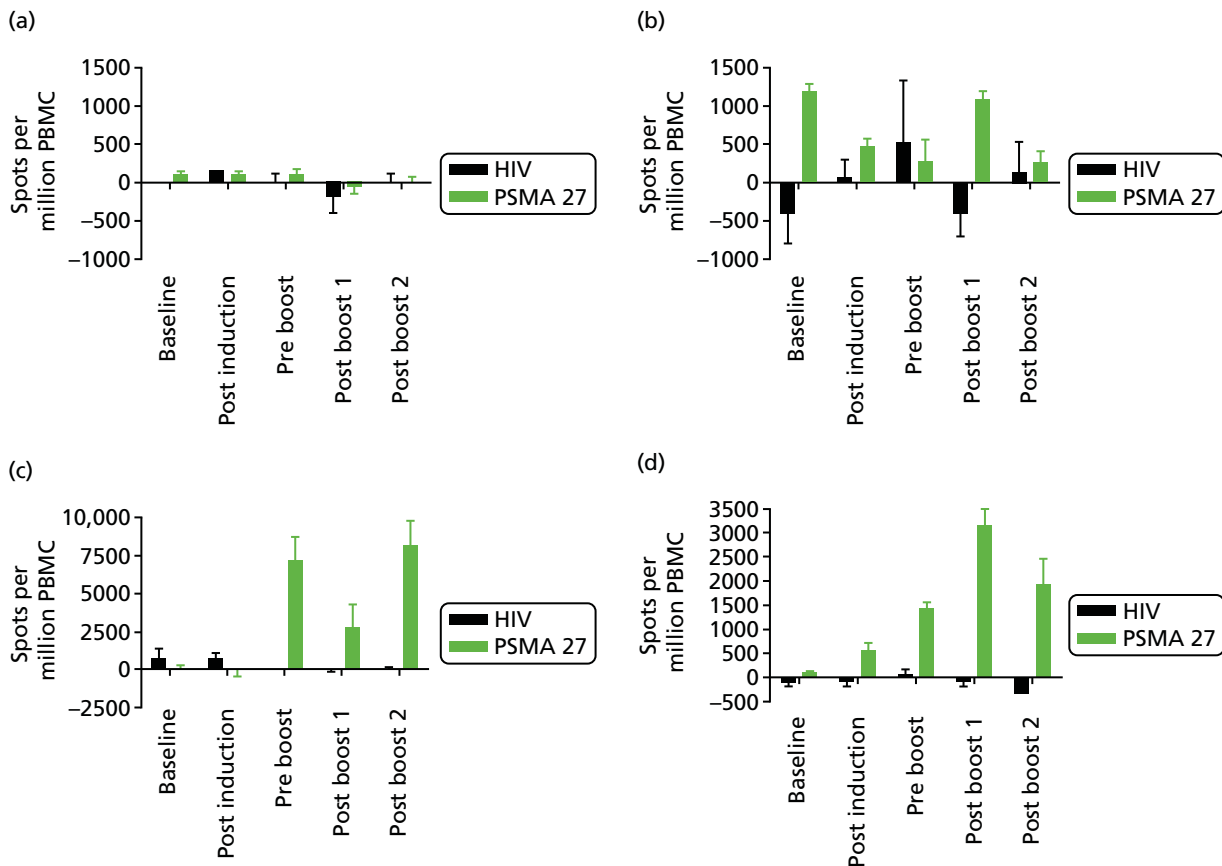 (a)
Spots per
million PBMC
1500
1000
500
0
−500
−1000
Baseline
Post induction
Pre boost
Post boost 1
Post boost 2
HIV
PSMA 27
(b)
Spots per
million PBMC
1500
1000
500
0
−500
−1000
Baseline
Post induction
Pre boost
Post boost 1
Post boost 2
HIV
PSMA 27
(c)
Spots per
million PBMC
10,000
7500
5000
2500
0
−2500
Baseline
Post induction
Pre boost
Post boost 1
Post boost 2
HIV
PSMA 27
(d)
Spots per
million PBMC
3500
3000
2500
2000
1500
1000
500
0
−500
Baseline
Post induction
Pre boost
Post boost 1
Post boost 2
HIV
PSMA 27